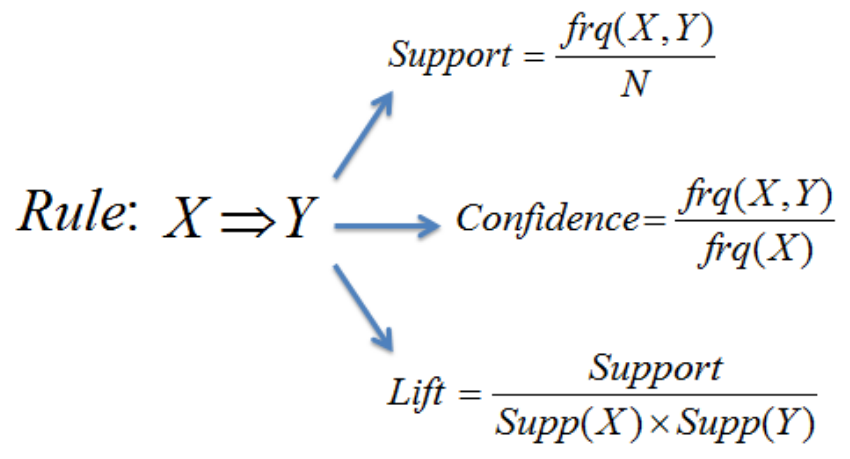 Support = frq(X,Y) / N
Rule: X ⇒ Y
Confidence = frq(X,Y) / frq(X)
Lift = Support / Supp(X) × Supp(Y)